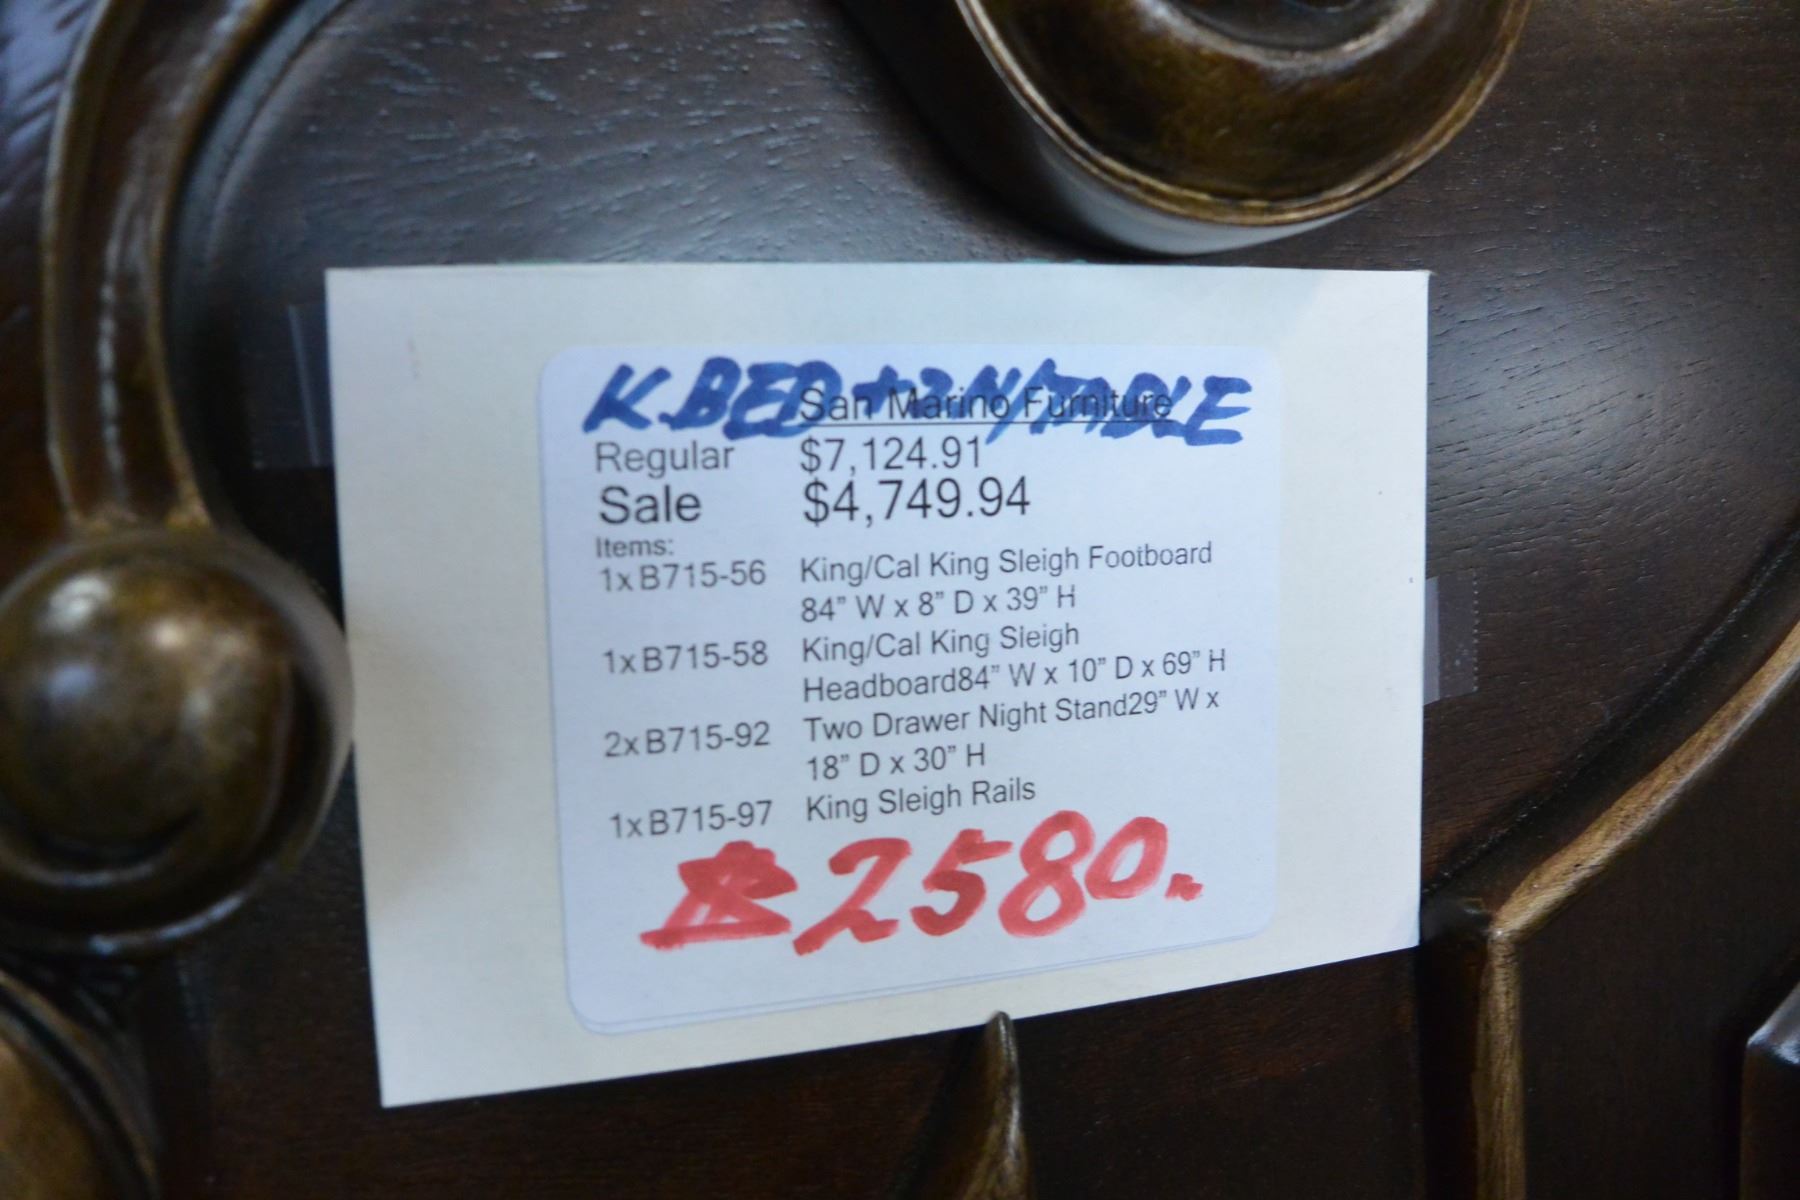 K.BED + 2 N/TABLE
San Marino Furniture
Regular $7,124.91
Sale $4,749.94
Items:
1x B715-56 King/Cal King Sleigh Footboard
84” W x 8” D x 39” H
1x B715-58 King/Cal King Sleigh
Headboard84” W x 10” D x 69” H
2x B715-92 Two Drawer Night Stand29” W x
18” D x 30” H
1x B715-97 King Sleigh Rails
2580.